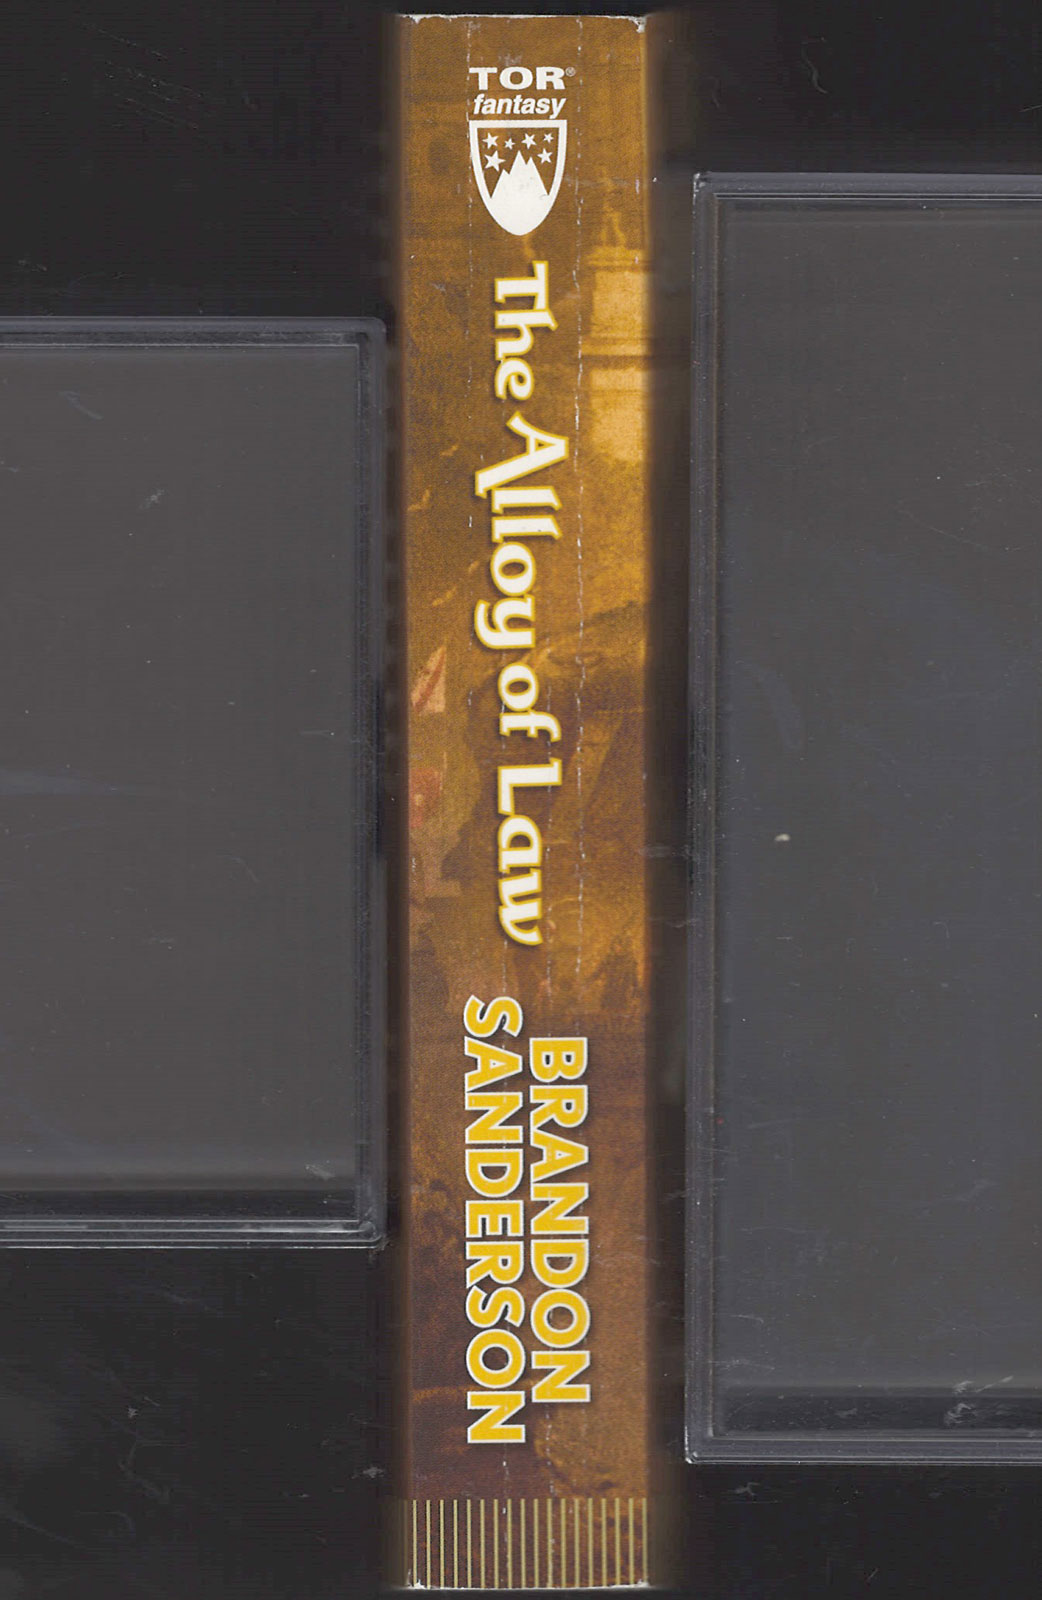 TOR®
fantasy
The Alloy of Law
BRANDON
SANDERSON